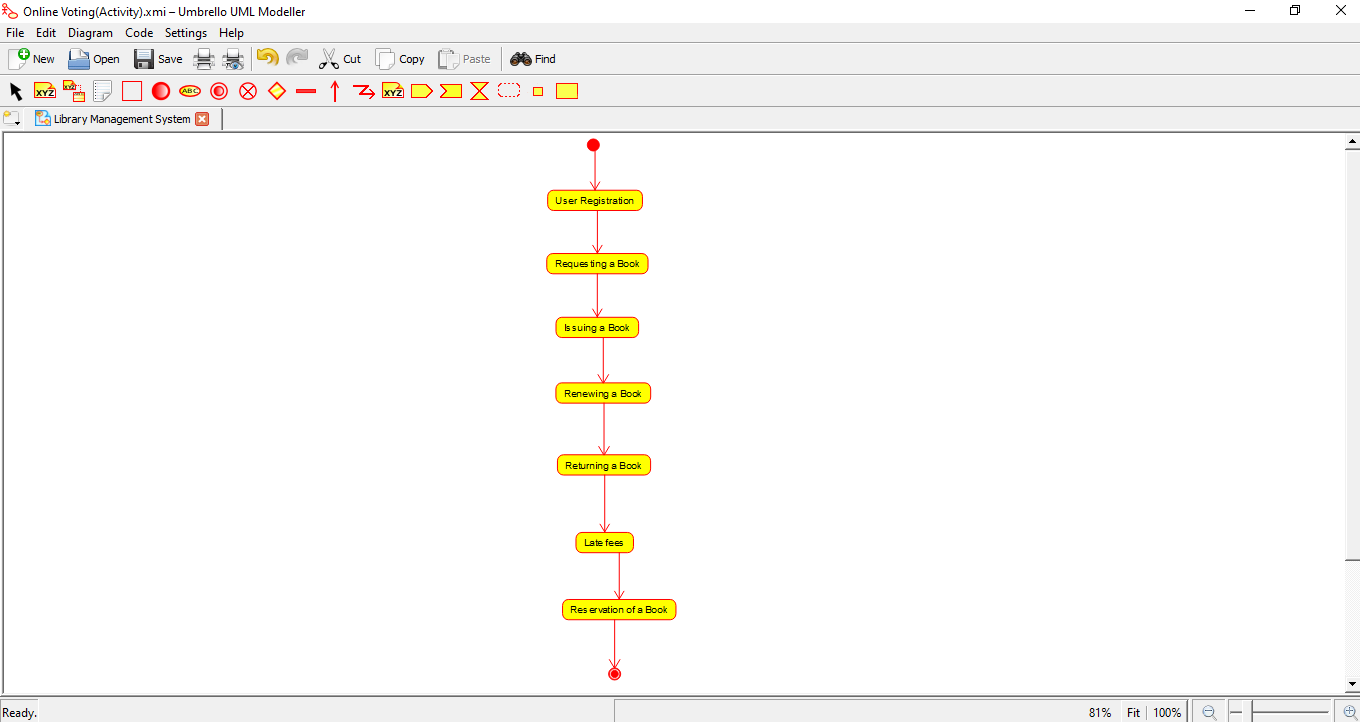 Online Voting(Activity).xmi – Umbrello UML Modeller
File Edit Diagram Code Settings Help
New Open Save Cut Copy Paste Find
XYZ XYZ ABC XYZ
Library Management System
User Registration
Requesting a Book
Issuing a Book
Renewing a Book
Returning a Book
Late fees
Reservation of a Book
Ready. 81% Fit 100%